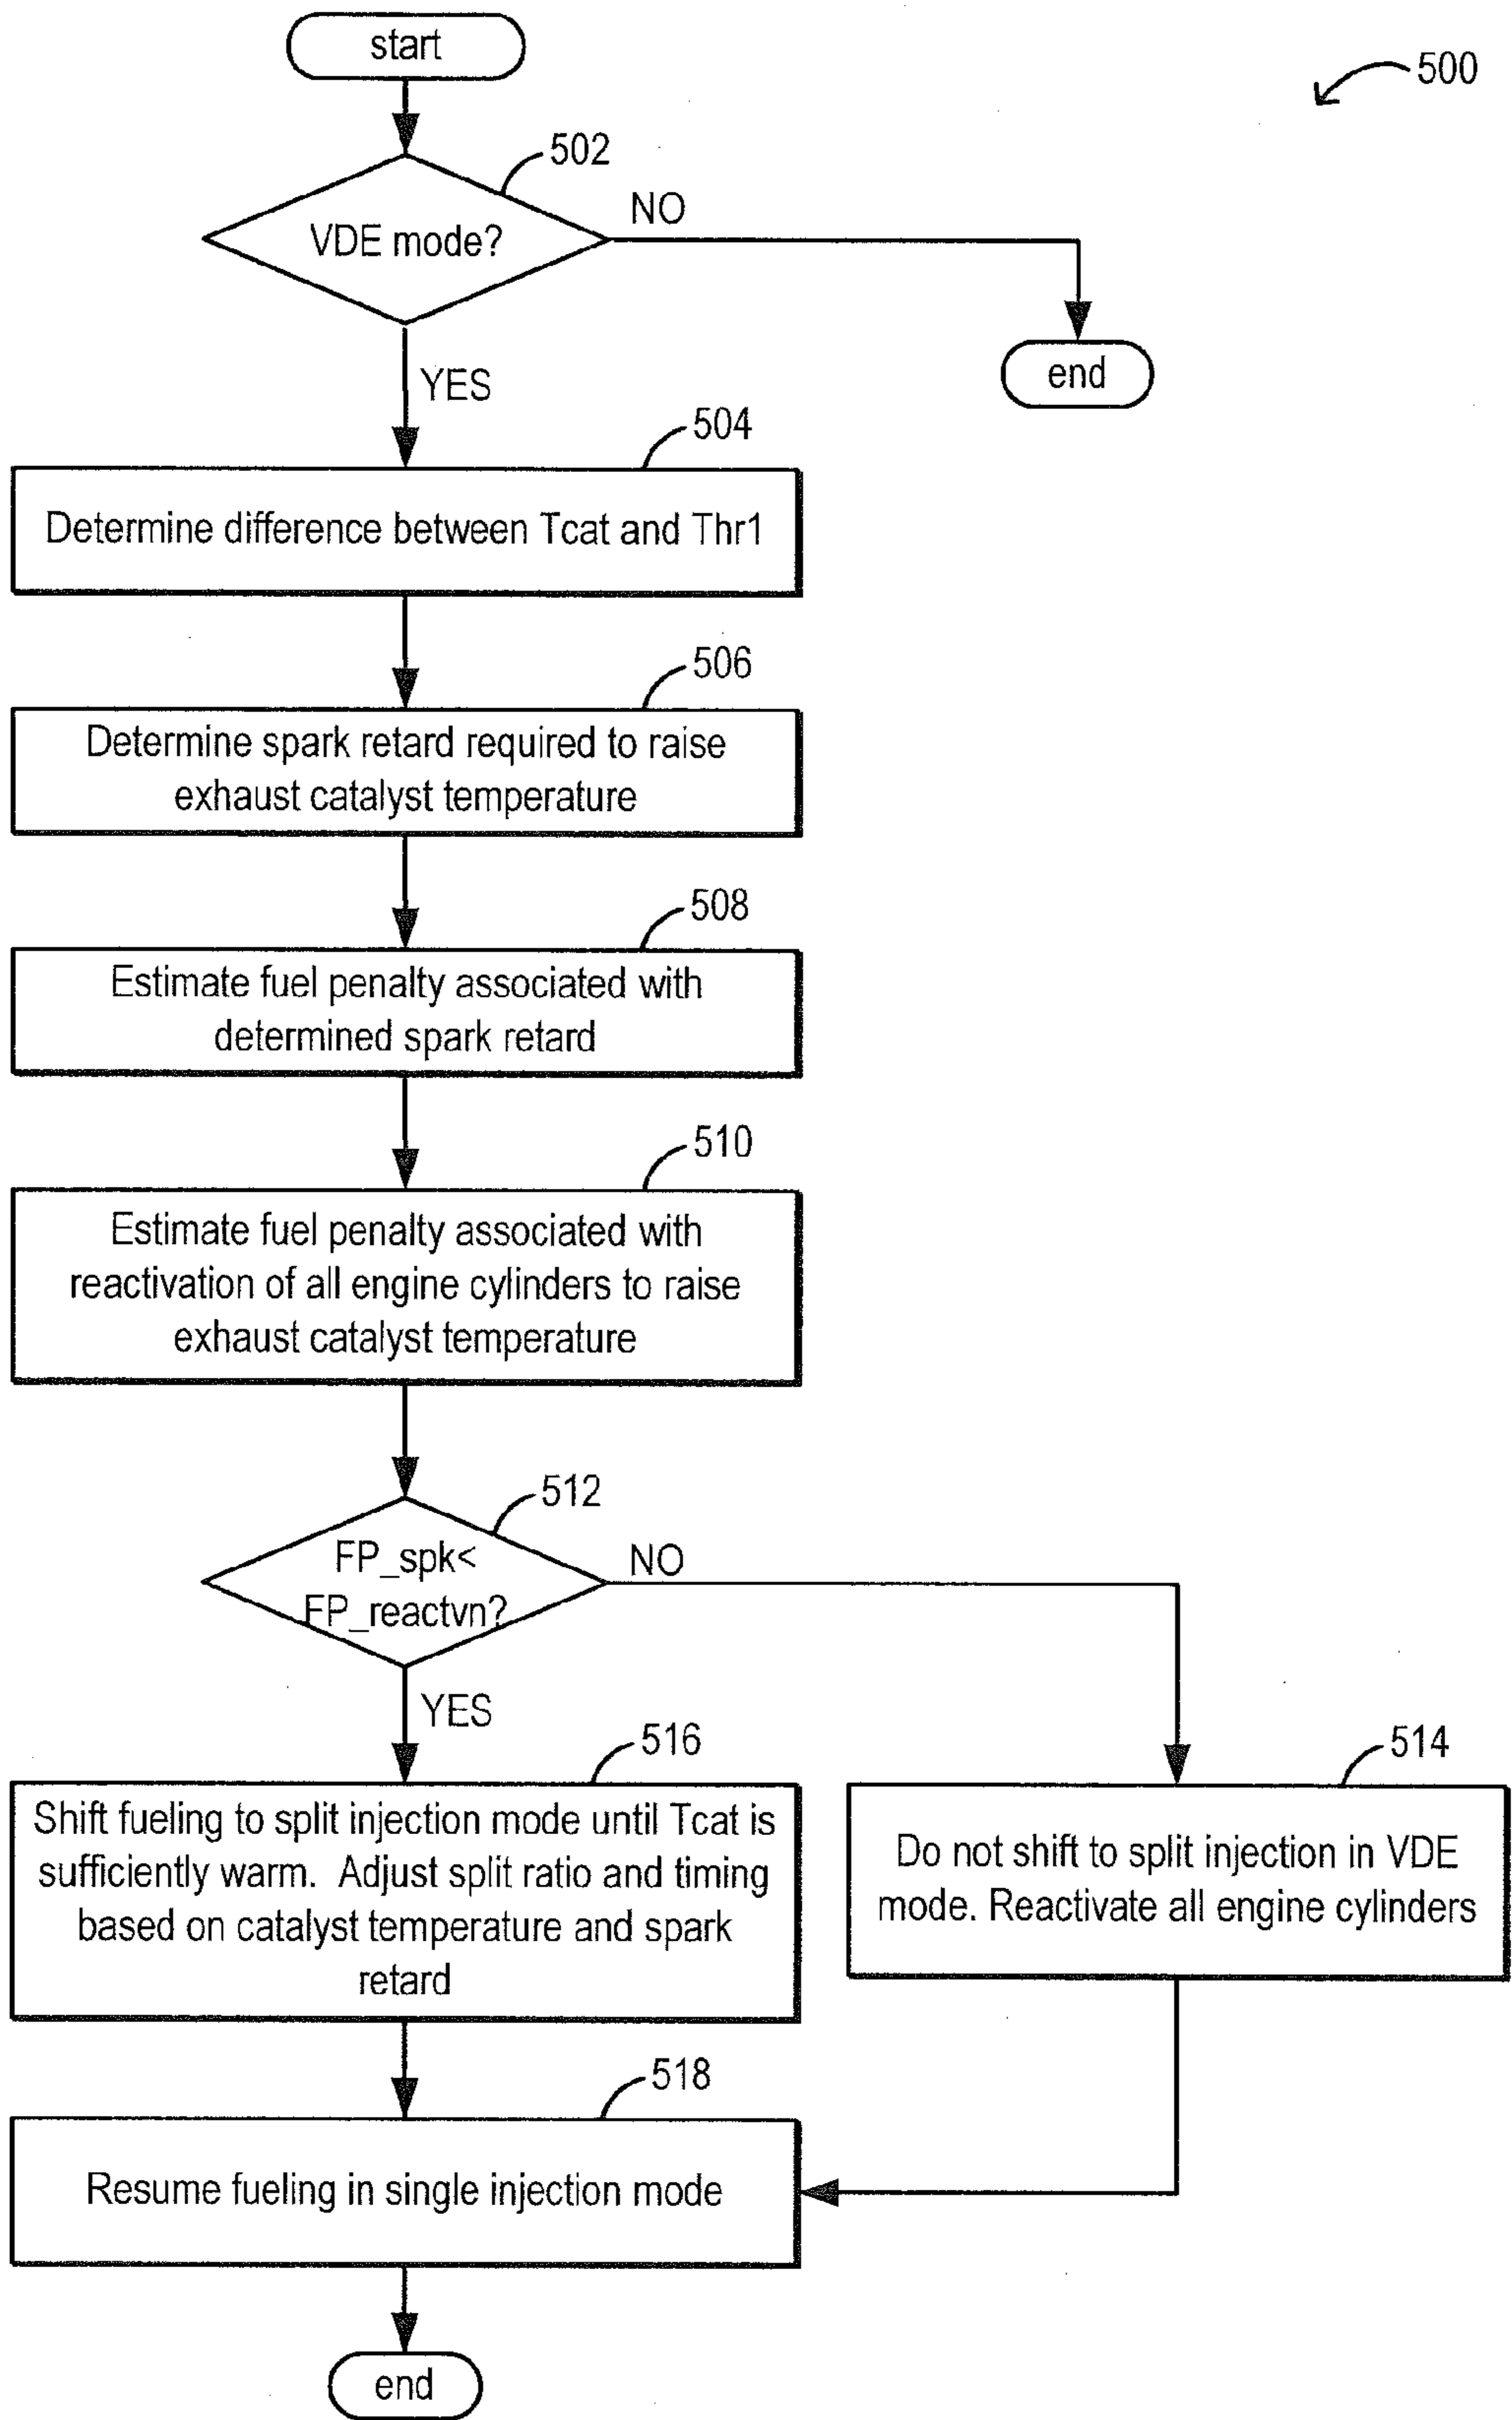 start
500
502
VDE mode?
NO
end
YES
504
Determine difference between Tcat and Thr1
506
Determine spark retard required to raise
exhaust catalyst temperature
508
Estimate fuel penalty associated with
determined spark retard
510
Estimate fuel penalty associated with
reactivation of all engine cylinders to raise
exhaust catalyst temperature
512
FP_spk<
FP_reactvn?
NO
YES
516
Shift fueling to split injection mode until Tcat is
sufficiently warm. Adjust split ratio and timing
based on catalyst temperature and spark
retard
514
Do not shift to split injection in VDE
mode. Reactivate all engine cylinders
518
Resume fueling in single injection mode
end